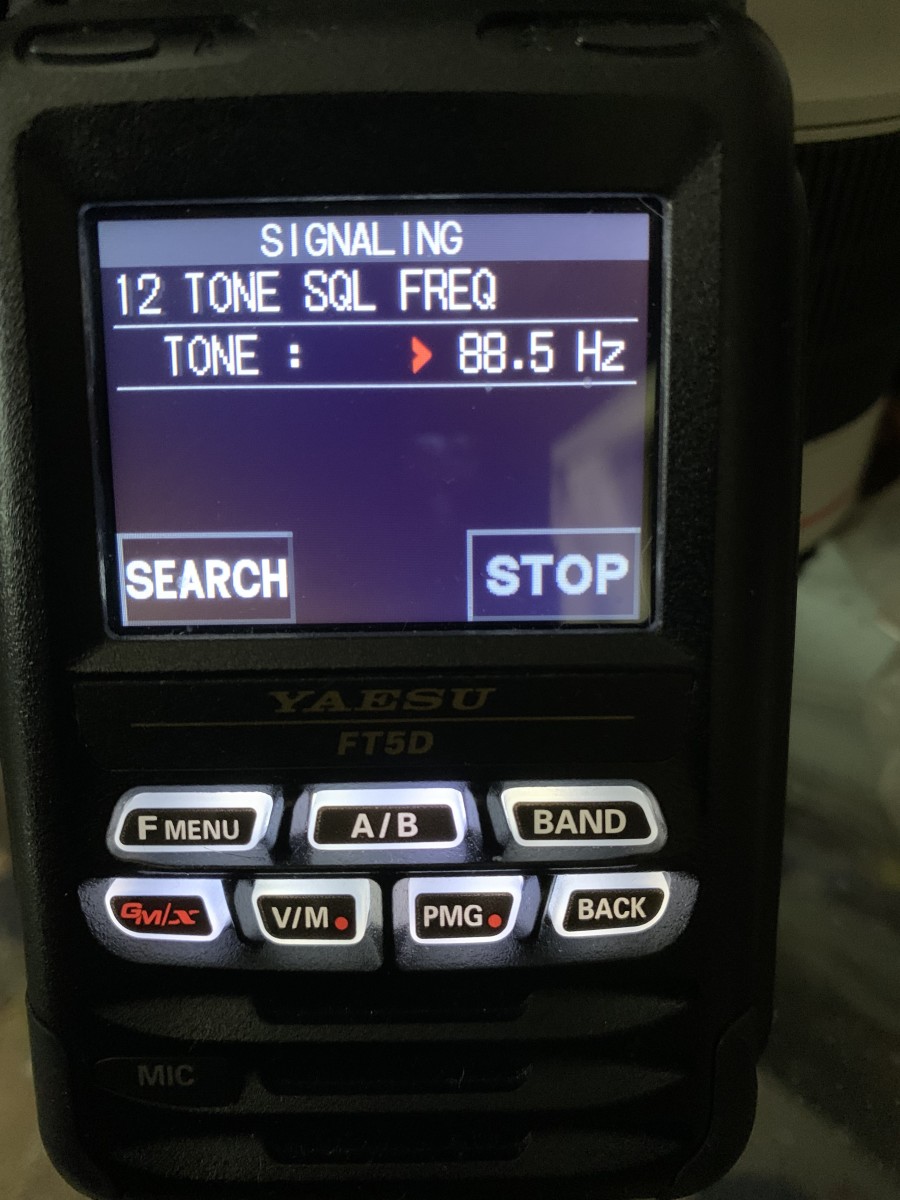 SIGNALING
12 TONE SQL FREQ
TONE : 88.5 Hz
SEARCH STOP
YAESU
FT5D
F MENU A/B BAND
GM/X V/M PMG BACK
MIC